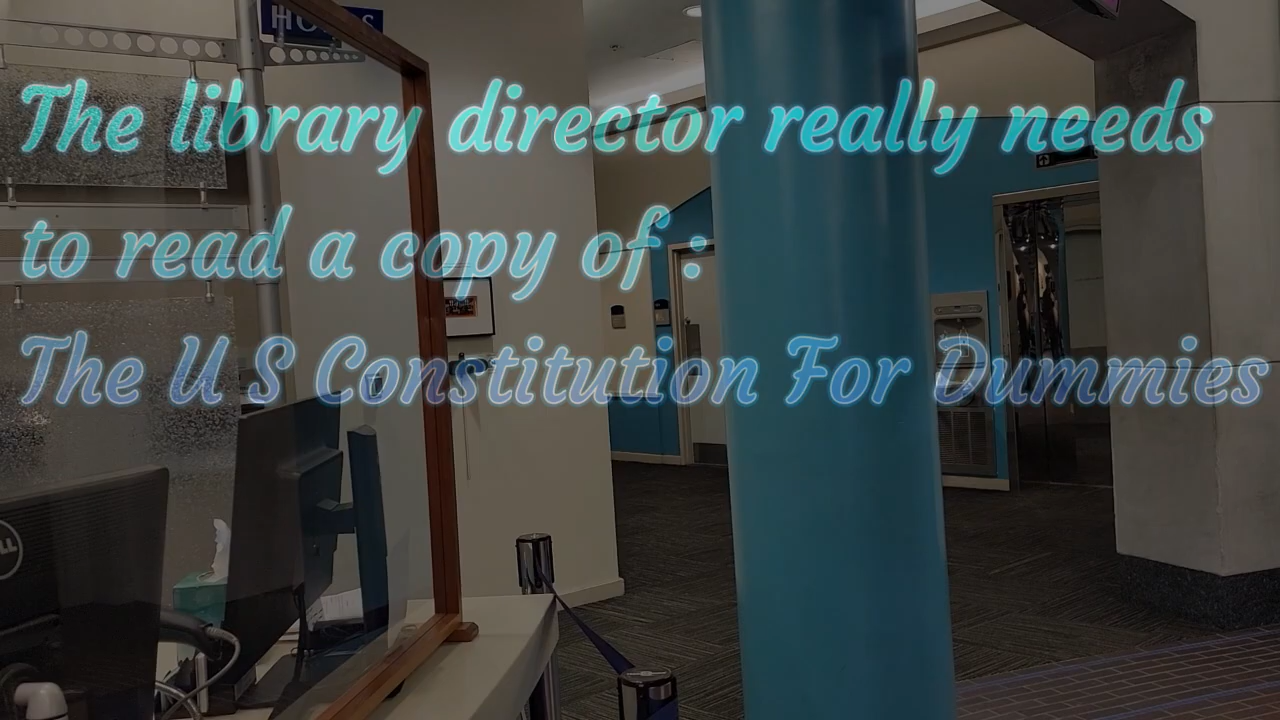 The library director really needs
to read a copy of :
The U S Constitution For Dummies